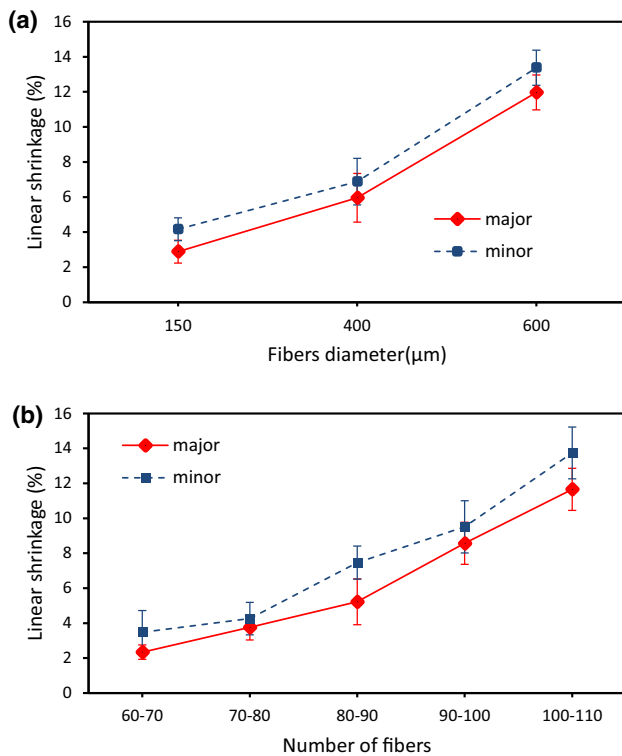 (a)
Linear shrinkage (%)
16
14
12
10
8
6
4
2
0
major
minor
150 400 600
Fibers diameter(μm)
(b)
Linear shrinkage (%)
16
14
12
10
8
6
4
2
0
major
minor
60-70 70-80 80-90 90-100 100-110
Number of fibers